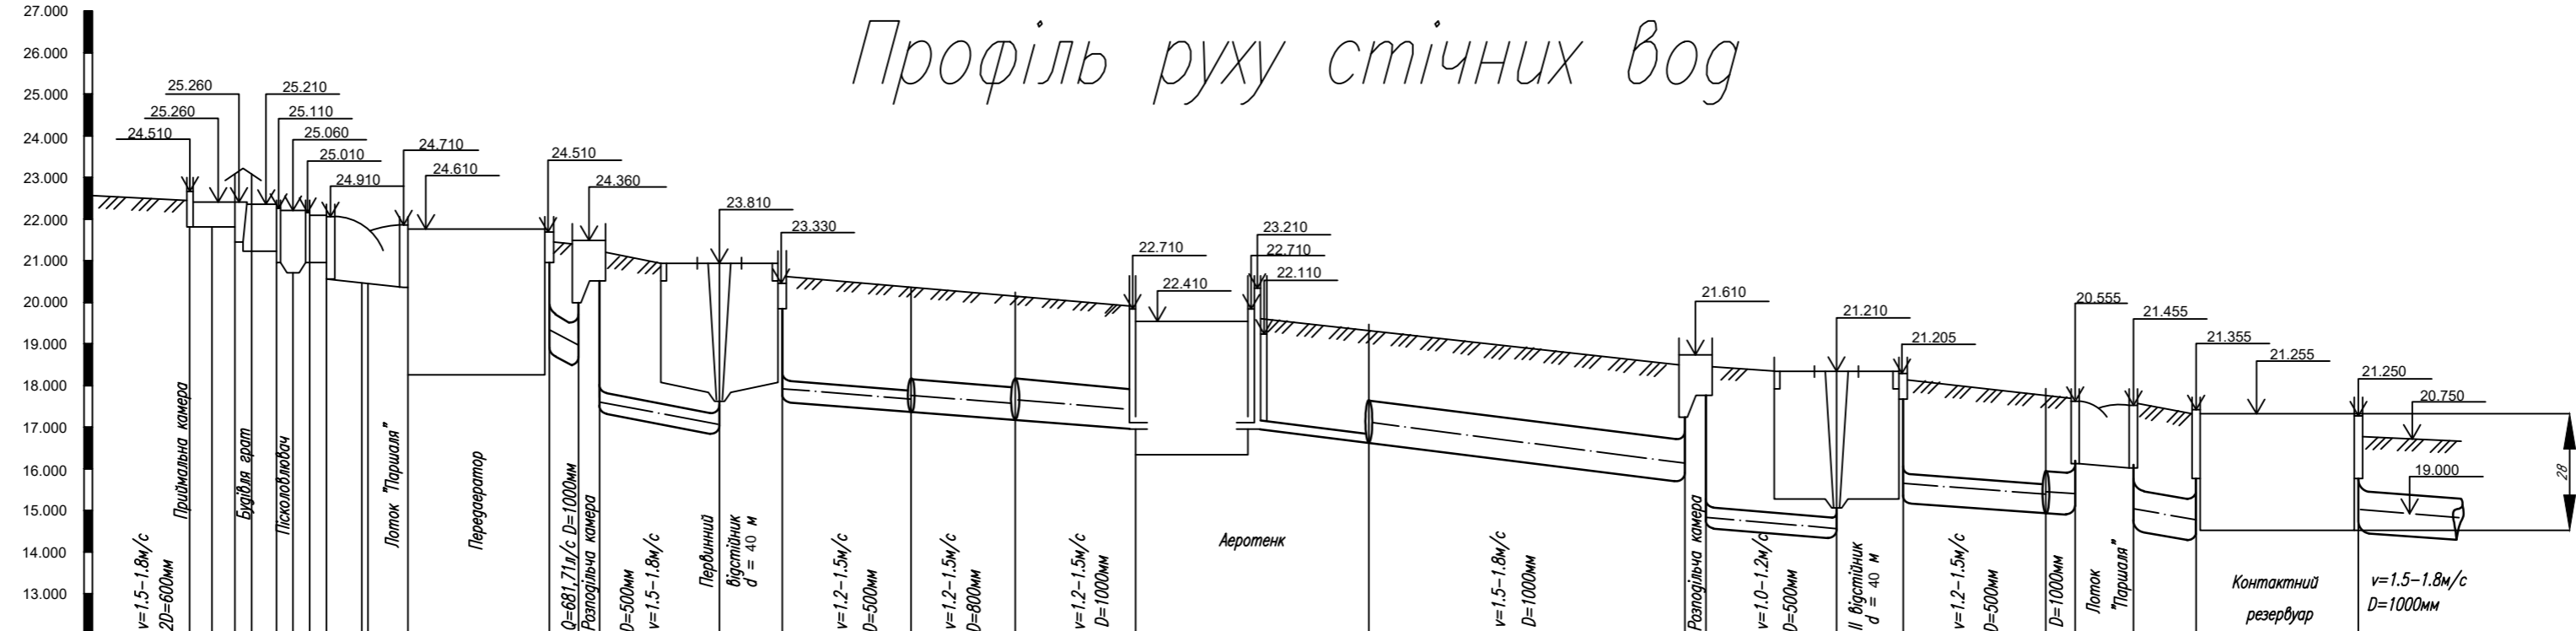 Профіль руху стічних вод
27.000
26.000
25.000
24.000
23.000
22.000
21.000
20.000
19.000
18.000
17.000
16.000
15.000
14.000
13.000
24.510
25.260
25.260
25.210
25.110
25.060
25.010
24.910
24.710
24.610
24.510
24.360
23.810
23.330
22.710
22.410
23.210
22.710
22.110
21.610
21.210
21.205
20.555
21.455
21.355
21.255
21.250
20.750
19.000
28
v=1.5-1.8м/с
2D=600мм
Приймальна камера
Будівля грат
Пісколовлювач
Лоток "Паршаля"
Передаератор
Q=681,71л/с D=1000мм
Розподільча камера
D=500мм
v=1.5-1.8м/с
Первинний
відстійник
d = 40 м
v=1.2-1.5м/с
D=500мм
v=1.2-1.5м/с
D=800мм
v=1.2-1.5м/с
D=1000мм
Аеротенк
v=1.5-1.8м/с
D=1000мм
Розподільча камера
v=1.0-1.2м/с
D=500мм
ІІ відстійник
d = 40 м
v=1.2-1.5м/с
D=500мм
D=1000мм
Лоток
"Паршаля"
Контактний
резервуар
v=1.5-1.8м/с
D=1000мм